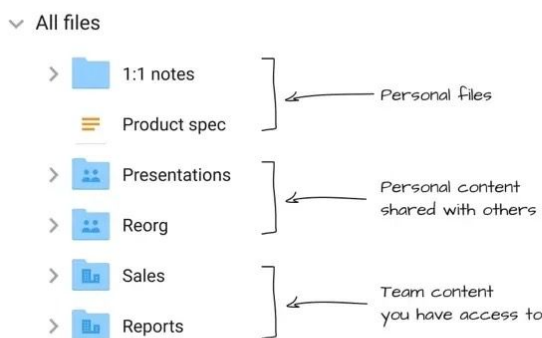 All files
1:1 notes
Product spec
Personal files
Presentations
Reorg
Personal content
shared with others
Sales
Reports
Team content
you have access to